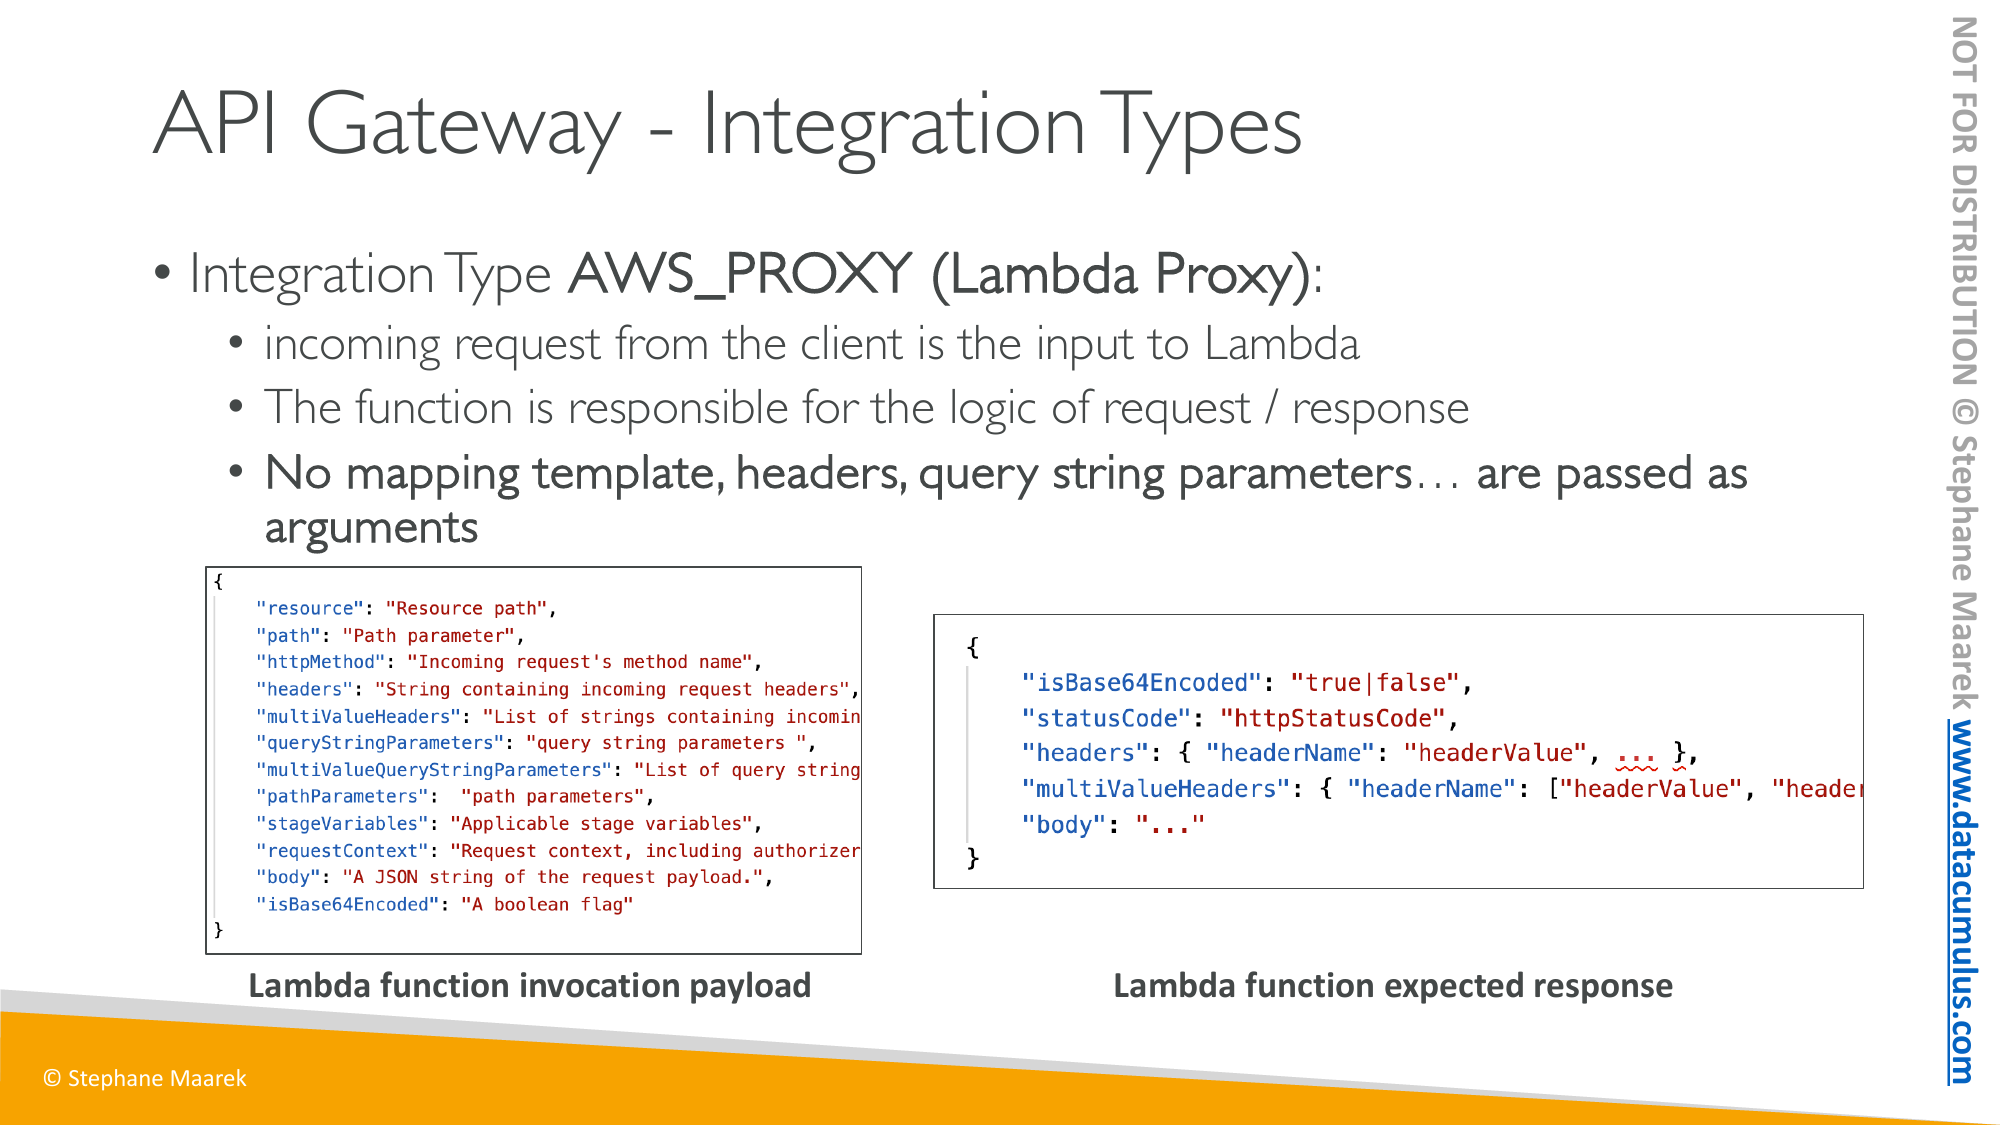 API Gateway - Integration Types
• Integration Type AWS_PROXY (Lambda Proxy):
• incoming request from the client is the input to Lambda
• The function is responsible for the logic of request / response
• No mapping template, headers, query string parameters… are passed as
arguments
{
"resource": "Resource path",
"path": "Path parameter",
"httpMethod": "Incoming request's method name",
"headers": "String containing incoming request headers",
"multiValueHeaders": "List of strings containing incomin
"queryStringParameters": "query string parameters ",
"multiValueQueryStringParameters": "List of query string
"pathParameters":  "path parameters",
"stageVariables": "Applicable stage variables",
"requestContext": "Request context, including authorizer
"body": "A JSON string of the request payload.",
"isBase64Encoded": "A boolean flag"
}
Lambda function invocation payload
{
"isBase64Encoded": "true|false",
"statusCode": "httpStatusCode",
"headers": { "headerName": "headerValue", ... },
"multiValueHeaders": { "headerName": ["headerValue", "header
"body": "..."
}
Lambda function expected response
© Stephane Maarek
NOT FOR DISTRIBUTION © Stephane Maarek www.datacumulus.com